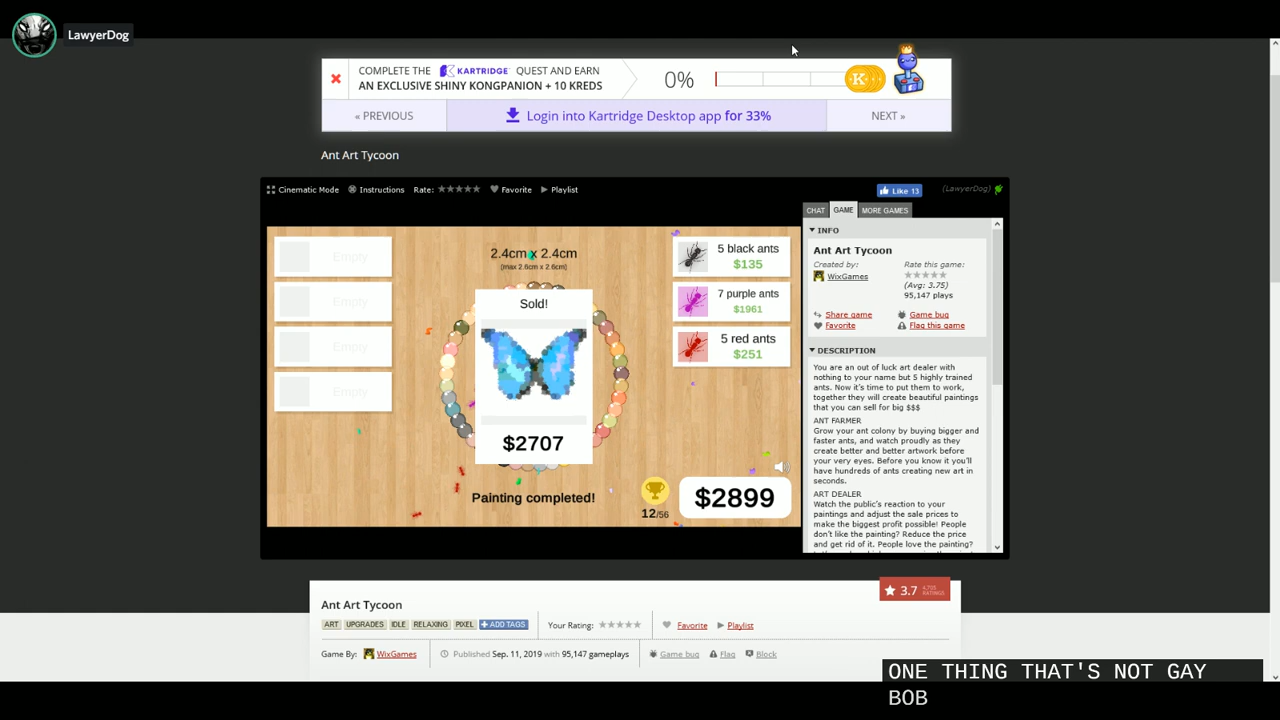 LawyerDog
COMPLETE THE KARTRIDGE QUEST AND EARN
AN EXCLUSIVE SHINY KONGPANION + 10 KREDS
0%
K
« PREVIOUS
Login into Kartridge Desktop app for 33%
NEXT »
Ant Art Tycoon
Cinematic Mode
Instructions
Rate:
Favorite
Playlist
Like 13
(LawyerDog)
CHAT
GAME
MORE GAMES
Empty
Empty
Empty
Empty
2.4cm x 2.4cm
(max 2.6cm x 2.6cm)
Sold!
$2707
Painting completed!
5 black ants
$135
7 purple ants
$1961
5 red ants
$251
12/56
$2899
INFO
Ant Art Tycoon
Created by:
WixGames
Rate this game:
(Avg: 3.75)
95,147 plays
Share game
Game bug
Favorite
Flag this game
DESCRIPTION
You are an out of luck art dealer with
nothing to your name but 5 highly trained
ants. Now it's time to put them to work,
together they will create beautiful paintings
that you can sell for big $$$
ANT FARMER
Grow your ant colony by buying bigger and
faster ants, and watch proudly as they
create better and better artwork before
your very eyes. Before you know it you'll
have hundreds of ants creating new art in
seconds.
ART DEALER
Watch the public's reaction to your
paintings and adjust the sale prices to
make the biggest profit possible! People
don't like the painting? Reduce the price
and get rid of it. People love the painting?
Ant Art Tycoon
3.7
RATINGS
ART
UPGRADES
IDLE
RELAXING
PIXEL
ADD TAGS
Your Rating:
Favorite
Playlist
Game By: WixGames
Published Sep. 11, 2019 with 95,147 gameplays
Game bug
Flag
Block
ONE THING THAT'S NOT GAY
BOB